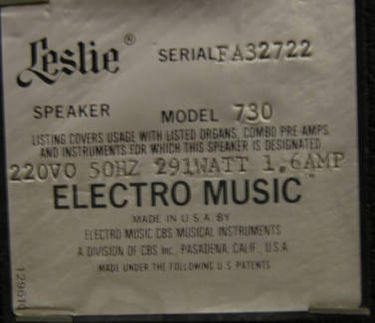 Leslie® SERIAL FA32722
SPEAKER MODEL 730
LISTING COVERS USAGE WITH LISTED ORGANS, COMBO PRE-AMPS,
AND INSTRUMENTS FOR WHICH THIS SPEAKER IS DESIGNATED
220VO 50HZ 291WATT 1.6AMP
ELECTRO MUSIC
MADE IN U.S.A. BY
ELECTRO MUSIC CBS MUSICAL INSTRUMENTS
A DIVISION OF CBS Inc., PASADENA, CALIF., U.S.A.
MADE UNDER THE FOLLOWING U S PATENTS